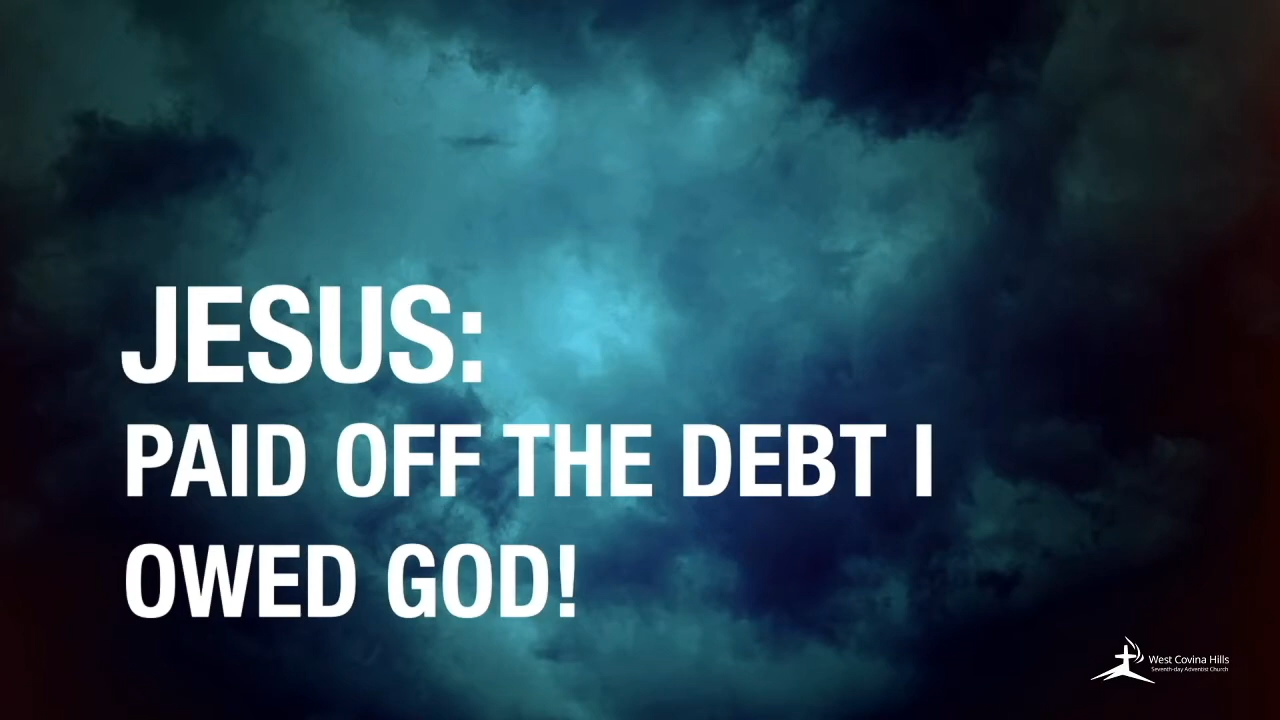 JESUS:
PAID OFF THE DEBT I
OWED GOD!
West Covina Hills
Seventh-day Adventist Church